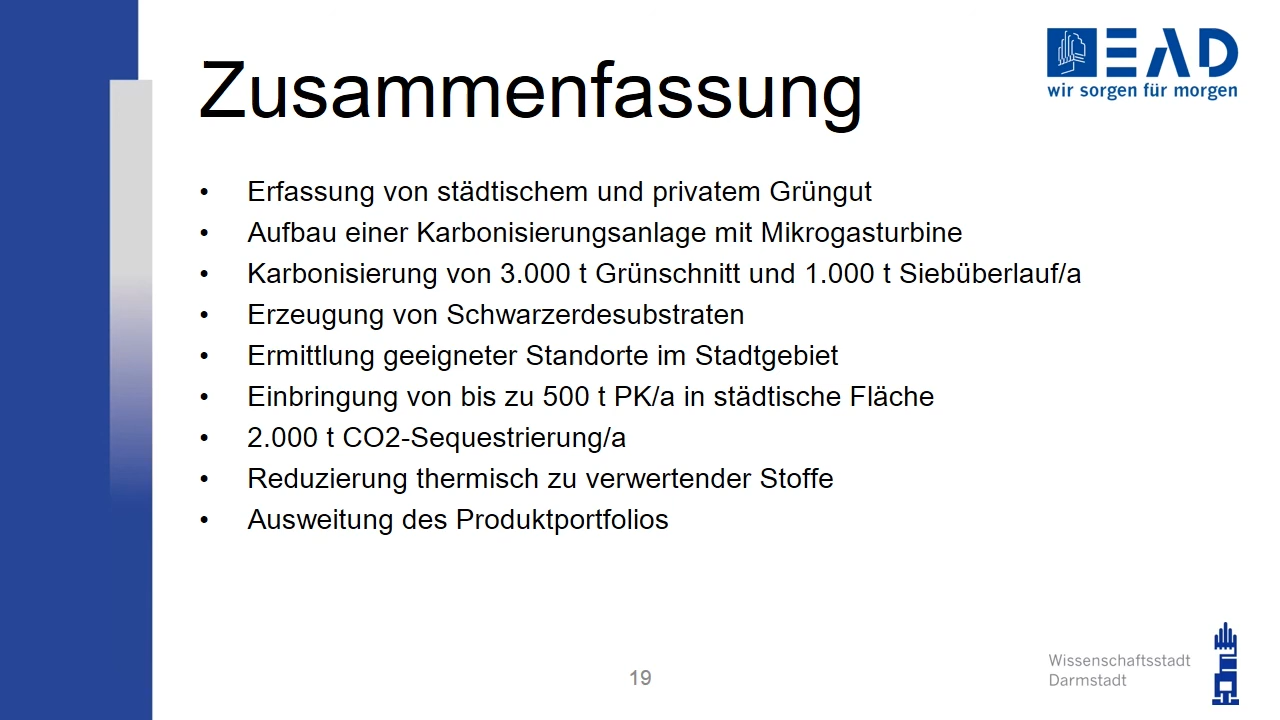 Zusammenfassung
EAD
wir sorgen für morgen
• Erfassung von städtischem und privatem Grüngut
• Aufbau einer Karbonisierungsanlage mit Mikrogasturbine
• Karbonisierung von 3.000 t Grünschnitt und 1.000 t Siebüberlauf/a
• Erzeugung von Schwarzerdesubstraten
• Ermittlung geeigneter Standorte im Stadtgebiet
• Einbringung von bis zu 500 t PK/a in städtische Fläche
• 2.000 t CO2-Sequestrierung/a
• Reduzierung thermisch zu verwertender Stoffe
• Ausweitung des Produktportfolios
19
Wissenschaftsstadt
Darmstadt